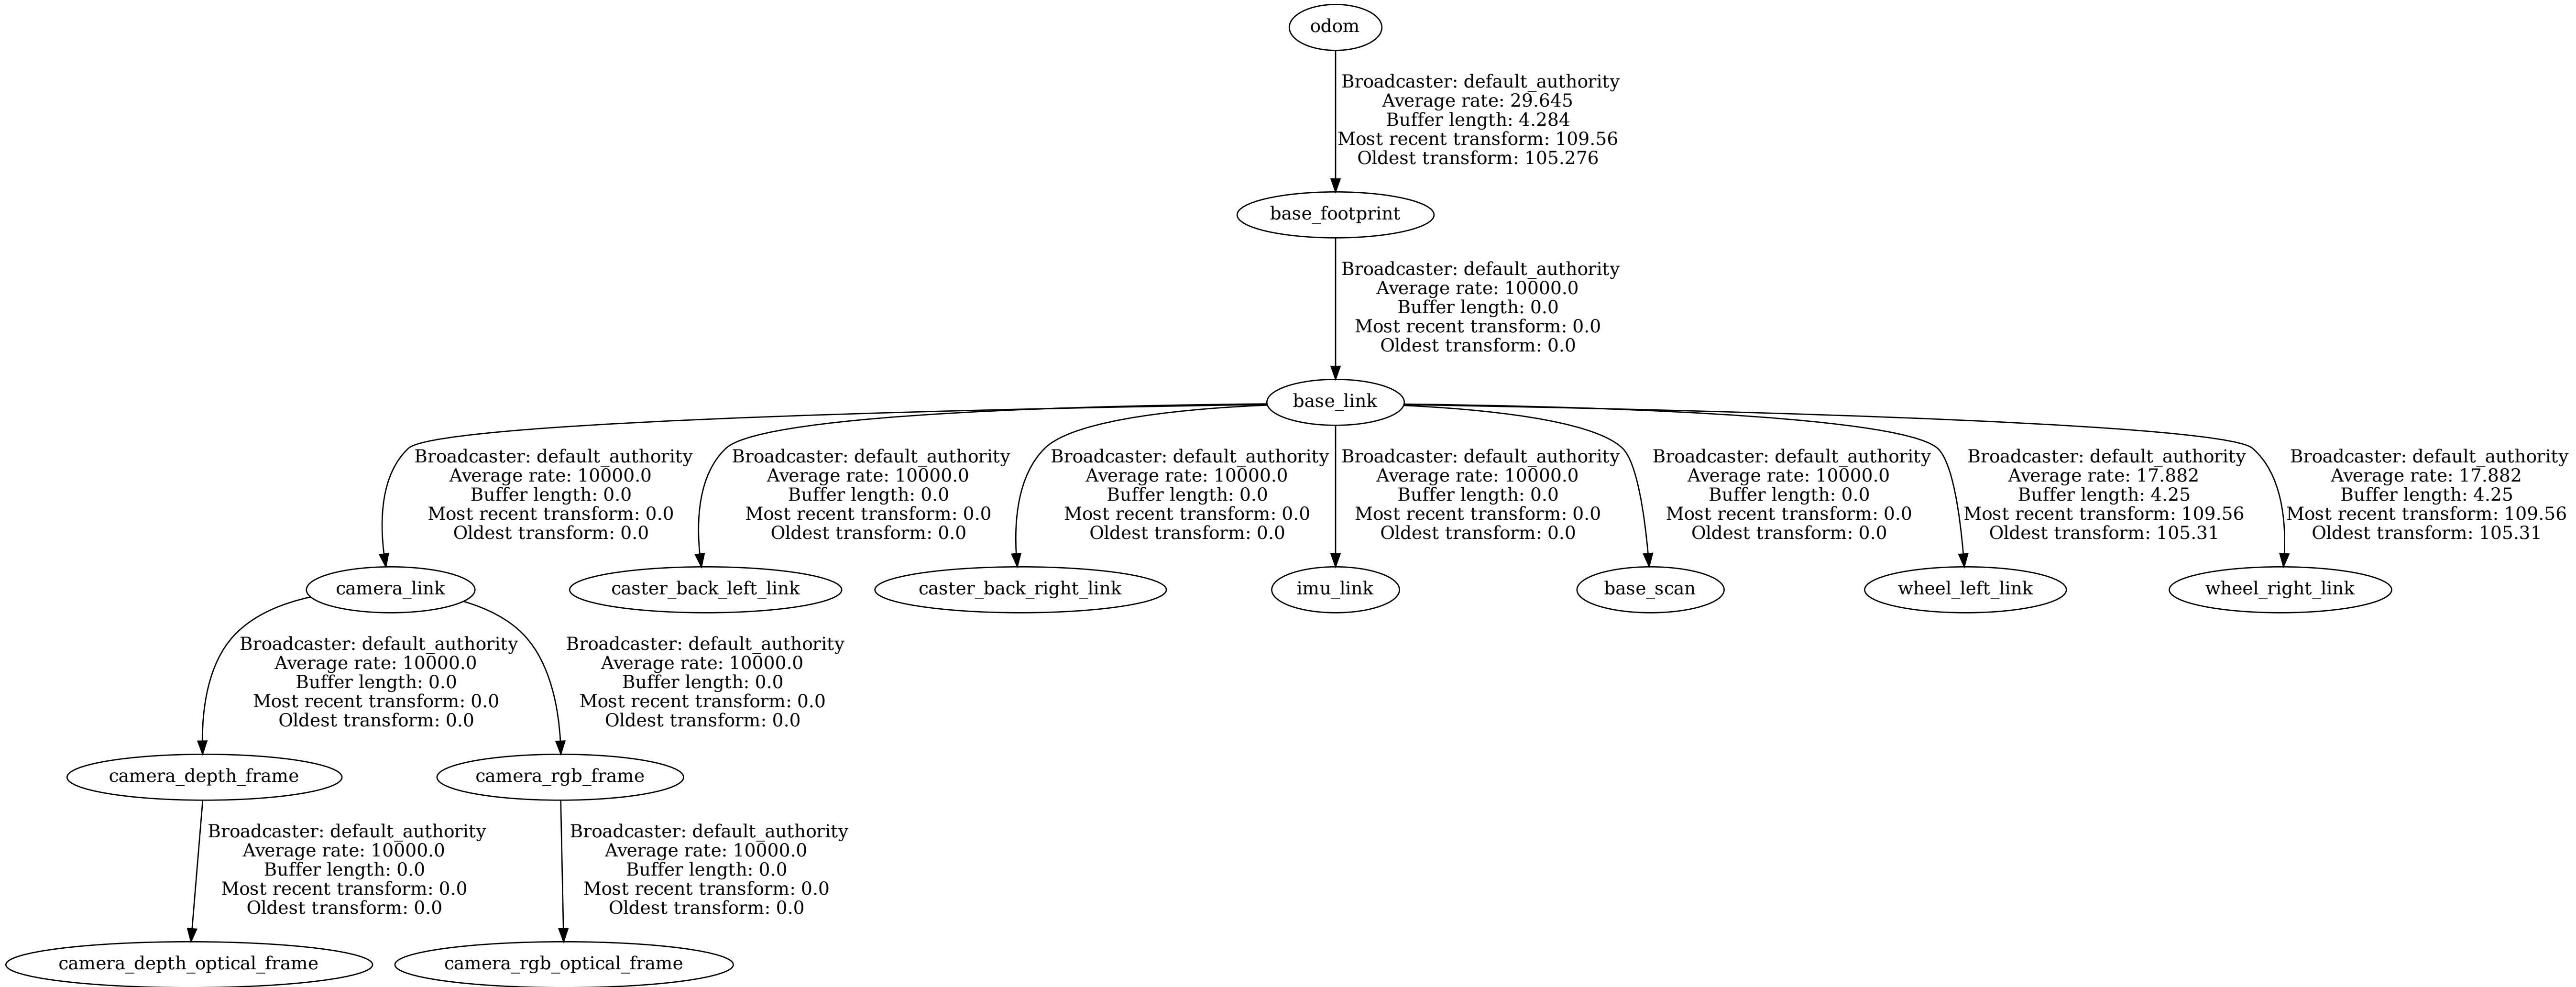 odom
Broadcaster: default_authority
Average rate: 29.645
Buffer length: 4.284
Most recent transform: 109.56
Oldest transform: 105.276
base_footprint
Broadcaster: default_authority
Average rate: 10000.0
Buffer length: 0.0
Most recent transform: 0.0
Oldest transform: 0.0
base_link
Broadcaster: default_authority
Average rate: 10000.0
Buffer length: 0.0
Most recent transform: 0.0
Oldest transform: 0.0
Broadcaster: default_authority
Average rate: 10000.0
Buffer length: 0.0
Most recent transform: 0.0
Oldest transform: 0.0
Broadcaster: default_authority
Average rate: 10000.0
Buffer length: 0.0
Most recent transform: 0.0
Oldest transform: 0.0
Broadcaster: default_authority
Average rate: 10000.0
Buffer length: 0.0
Most recent transform: 0.0
Oldest transform: 0.0
Broadcaster: default_authority
Average rate: 10000.0
Buffer length: 0.0
Most recent transform: 0.0
Oldest transform: 0.0
Broadcaster: default_authority
Average rate: 17.882
Buffer length: 4.25
Most recent transform: 109.56
Oldest transform: 105.31
Broadcaster: default_authority
Average rate: 17.882
Buffer length: 4.25
Most recent transform: 109.56
Oldest transform: 105.31
camera_link
caster_back_left_link
caster_back_right_link
imu_link
base_scan
wheel_left_link
wheel_right_link
Broadcaster: default_authority
Average rate: 10000.0
Buffer length: 0.0
Most recent transform: 0.0
Oldest transform: 0.0
Broadcaster: default_authority
Average rate: 10000.0
Buffer length: 0.0
Most recent transform: 0.0
Oldest transform: 0.0
camera_depth_frame
camera_rgb_frame
Broadcaster: default_authority
Average rate: 10000.0
Buffer length: 0.0
Most recent transform: 0.0
Oldest transform: 0.0
Broadcaster: default_authority
Average rate: 10000.0
Buffer length: 0.0
Most recent transform: 0.0
Oldest transform: 0.0
camera_depth_optical_frame
camera_rgb_optical_frame